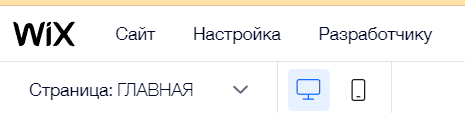 WiX Сайт Настройка Разработчику
Страница: ГЛАВНАЯ